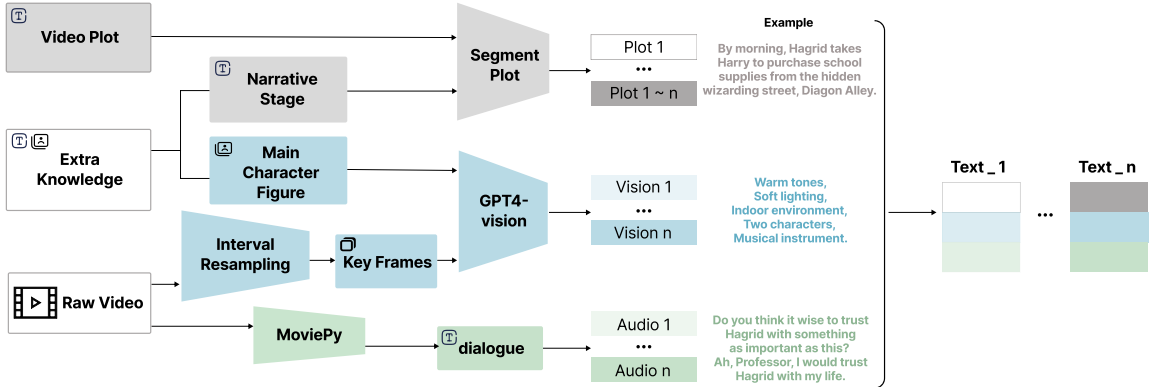 Video Plot
T
Narrative
Stage
T
Extra
Knowledge
T
Main
Character
Figure
Segment
Plot
Plot 1
...
Plot 1 ~ n
Example
By morning, Hagrid takes
Harry to purchase school
supplies from the hidden
wizarding street, Diagon Alley.
GPT4-
vision
Vision 1
...
Vision n
Warm tones,
Soft lighting,
Indoor environment,
Two characters,
Musical instrument.
Interval
Resampling
Key Frames
Raw Video
MoviePy
T
dialogue
Audio 1
...
Audio n
Do you think it wise to trust
Hagrid with something
as important as this?
Ah, Professor, I would trust
Hagrid with my life.
Text _ 1
...
Text _ n